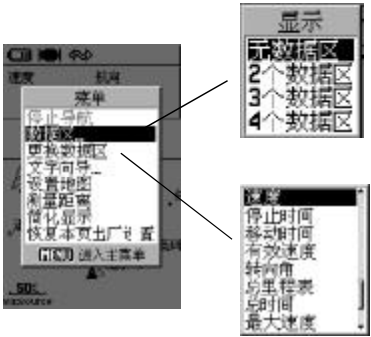 速度
航向
菜单
停止导航
数据区...
更换数据区
文字向导...
设置地图
测量距离
简化显示
恢复本页出厂设置
MENU 进入主菜单
显示
无数据区
2个数据区
3个数据区
4个数据区
速度
停止时间
移动时间
有效速度
转向角
总里程表
总时间
最大速度